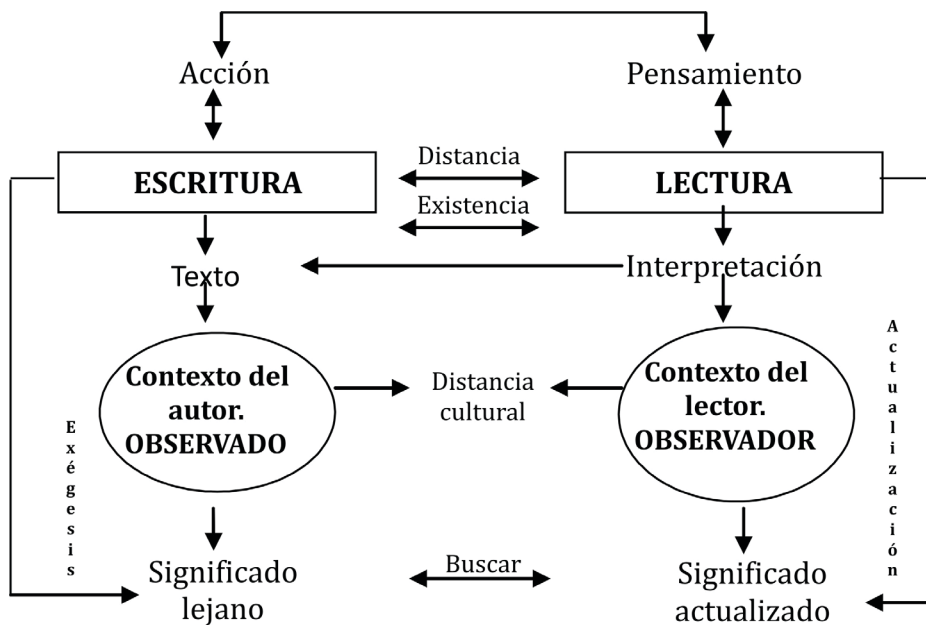 Acción
Pensamiento
ESCRITURA
Distancia
Existencia
LECTURA
Texto
Interpretación
Contexto del
autor.
OBSERVADO
Distancia
cultural
Contexto del
lector.
OBSERVADOR
Exégesis
Actualización
Significado
lejano
Buscar
Significado
actualizado